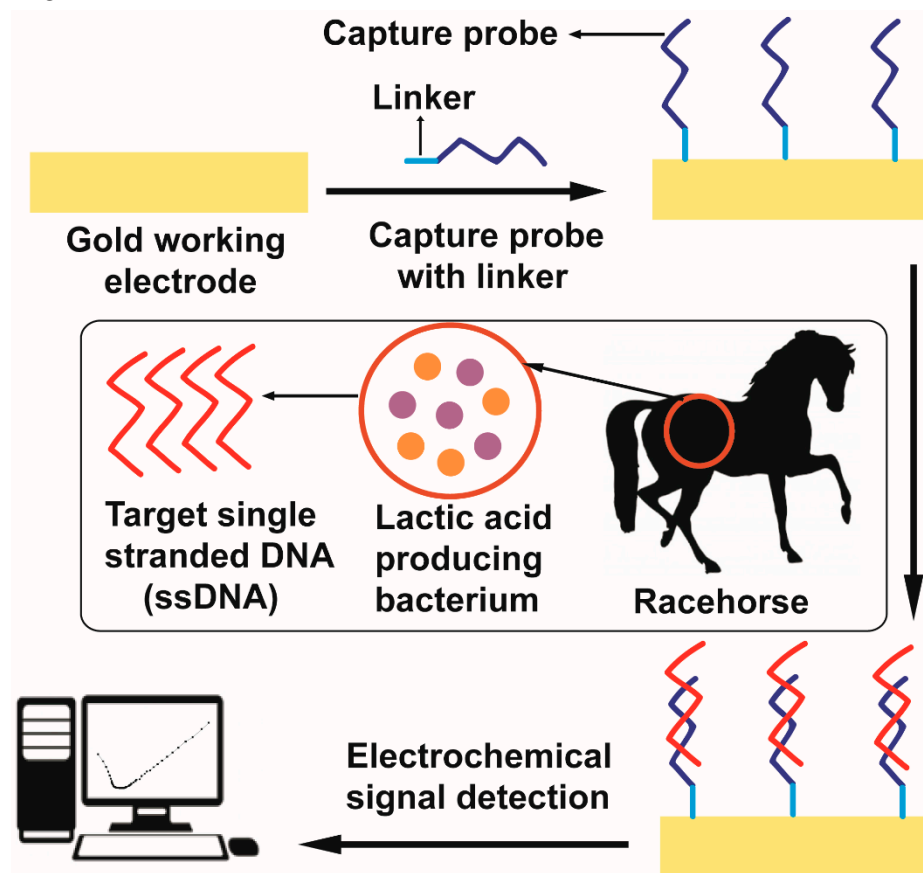 Capture probe
Linker
Gold working
electrode
Capture probe
with linker
Target single
stranded DNA
(ssDNA)
Lactic acid
producing
bacterium
Racehorse
Electrochemical
signal detection